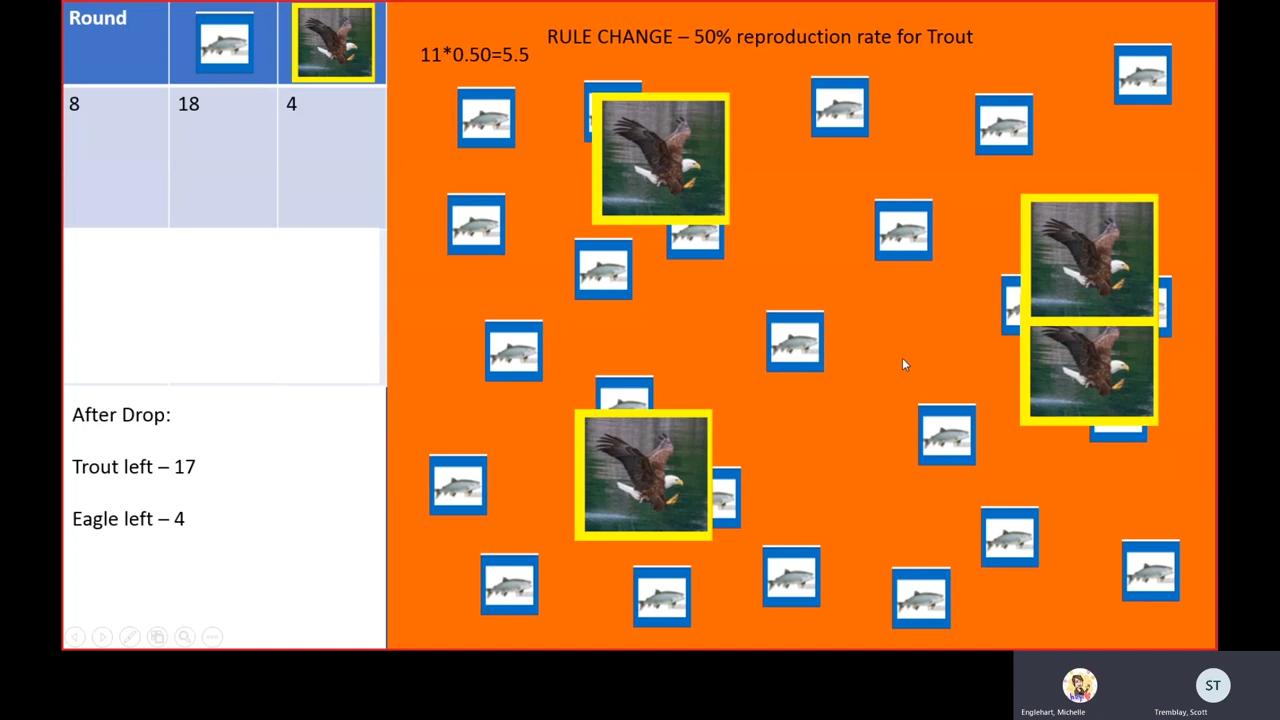 Round
8 18 4
After Drop:
Trout left – 17
Eagle left – 4
RULE CHANGE – 50% reproduction rate for Trout
11*0.50=5.5
ST
Englehart, Michelle
Tremblay, Scott